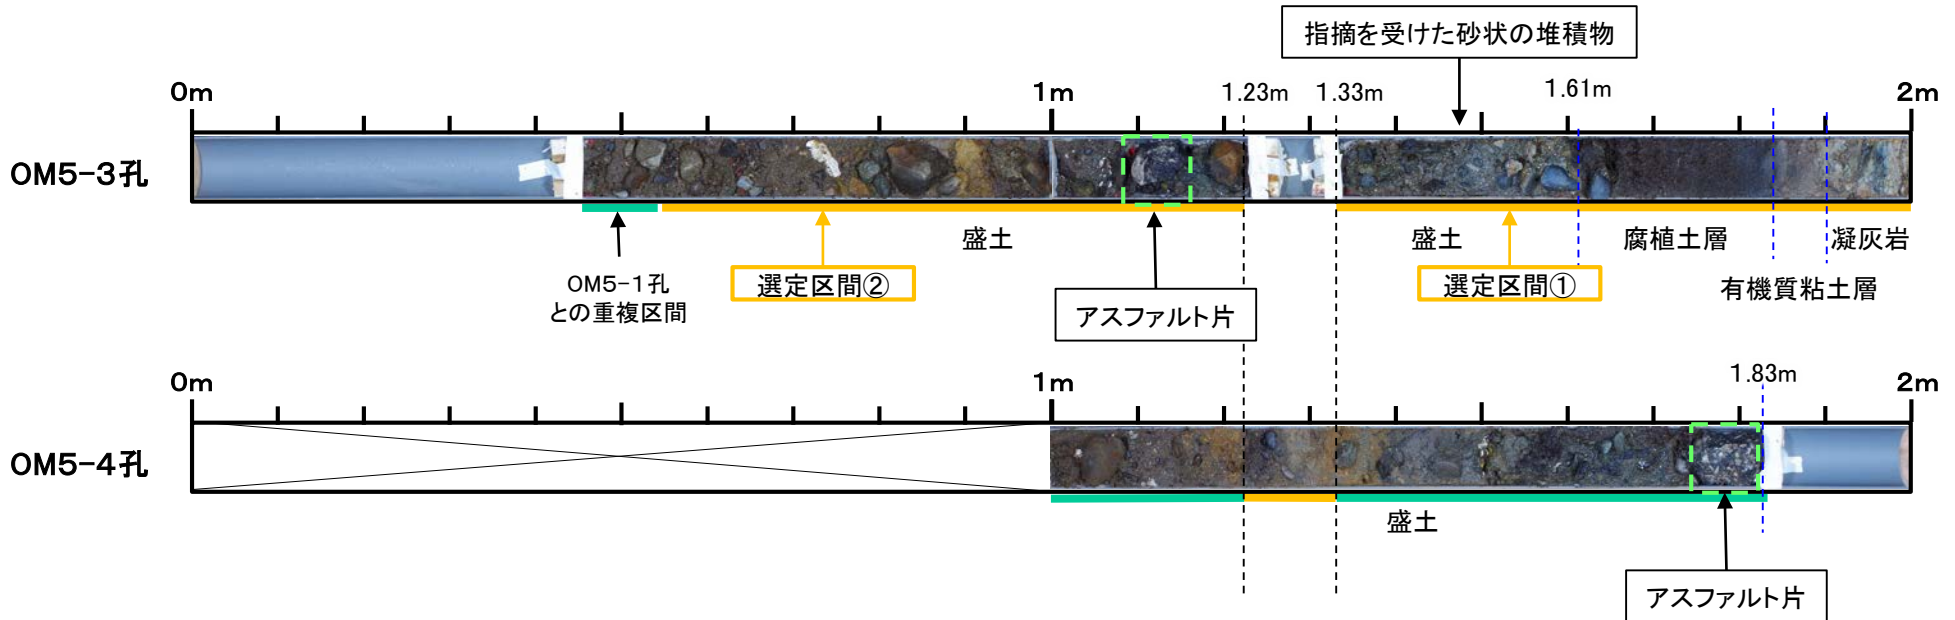 指摘を受けた砂状の堆積物
0m
1m
1.23m
1.33m
1.61m
2m
OM5-3孔
盛土
盛土
腐植土層
凝灰岩
OM5-1孔
との重複区間
選定区間②
アスファルト片
選定区間①
有機質粘土層
0m
1m
1.83m
2m
OM5-4孔
盛土
アスファルト片